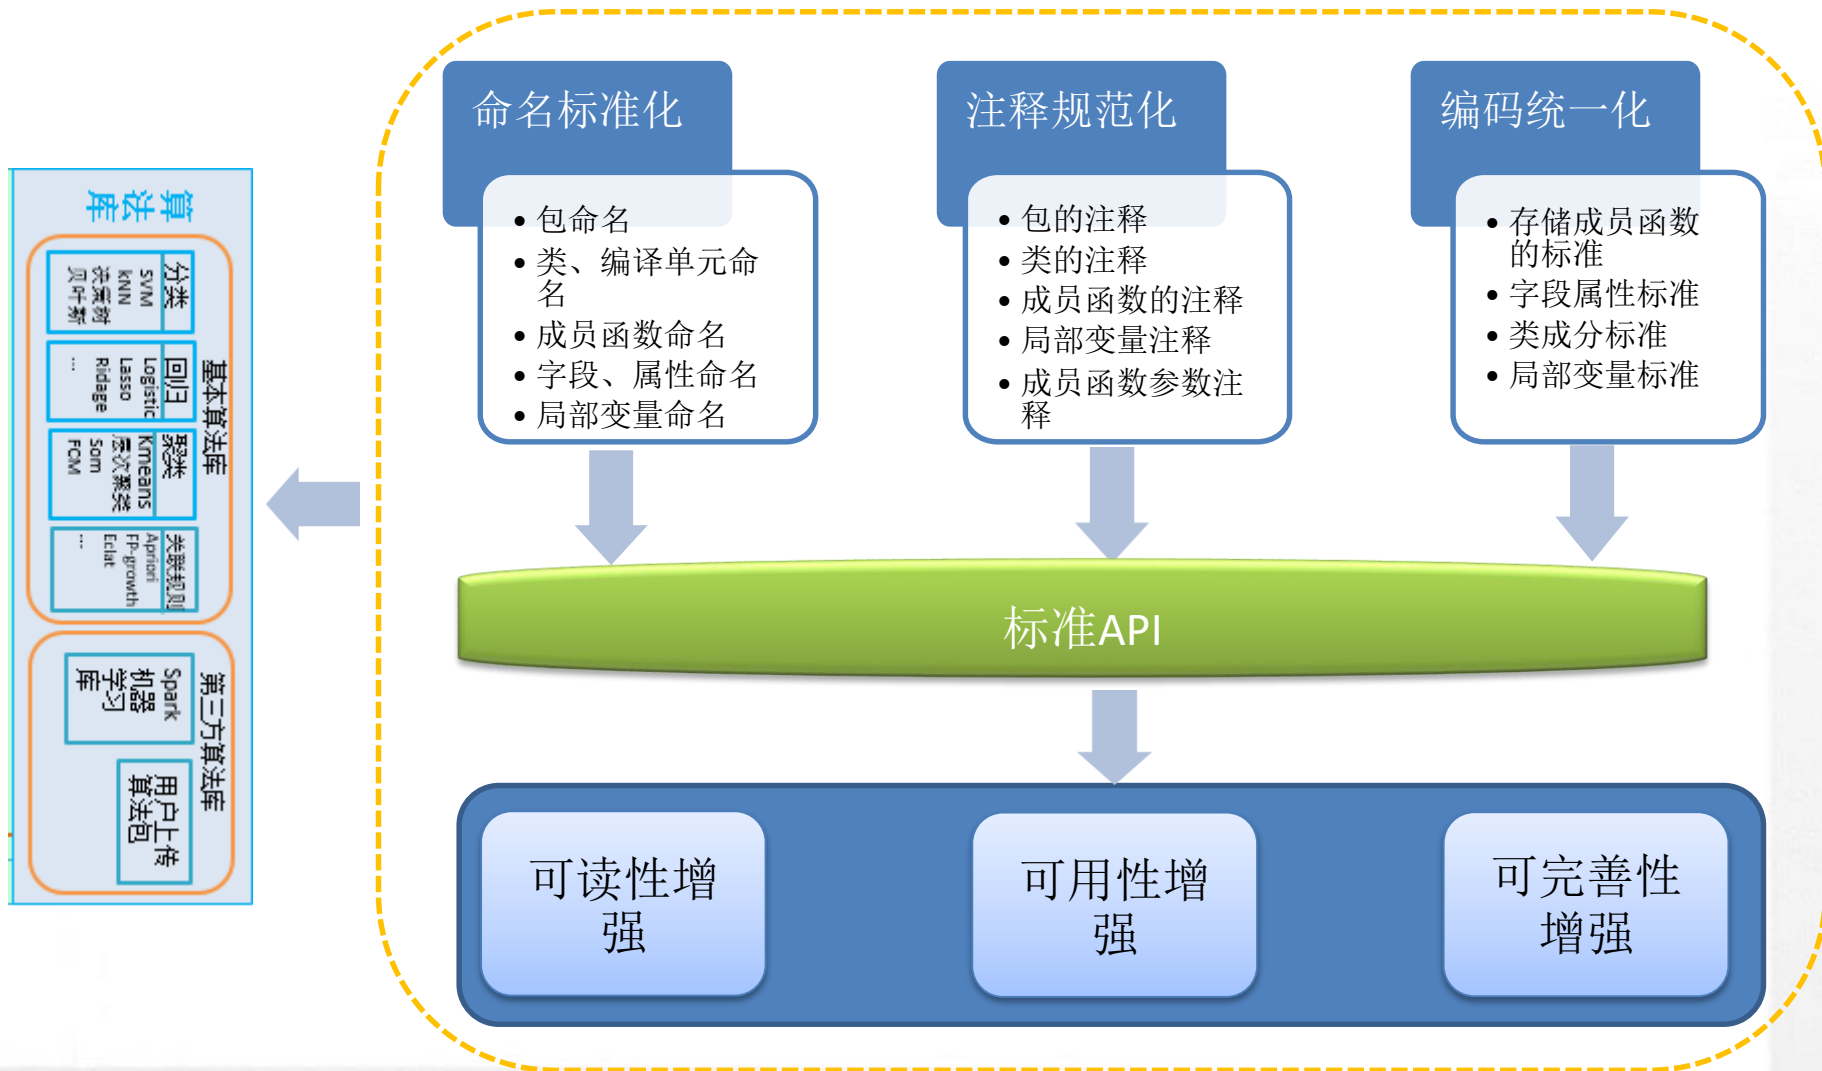 命名标准化
包命名
类、编译单元命
名
成员函数命名
字段、属性命名
局部变量命名
注释规范化
包的注释
类的注释
成员函数的注释
局部变量注释
成员函数参数注
释
编码统一化
存储成员函数
的标准
字段属性标准
类成分标准
局部变量标准
标准API
可读性增
强
可用性增
强
可完善性
增强
算法
库
基本算法库
分类
SVM
kNN
决策树
贝叶斯
回归
Logistic
Lasso
Ridage
...
聚类
Kmeans
层次聚类
Som
FCM
关联规则
Apriori
FP-growth
Eclat
...
第三方算法库
Spark
机器
学习
库
用户上传
算法包